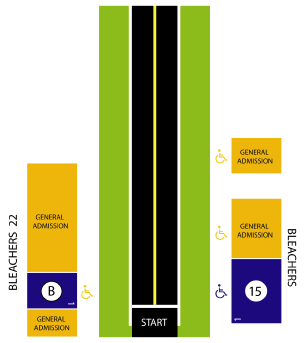 GENERAL
ADMISSION
GENERAL
ADMISSION
GENERAL
ADMISSION
BLEACHERS 22
BLEACHERS
B
15
GENERAL
ADMISSION
START